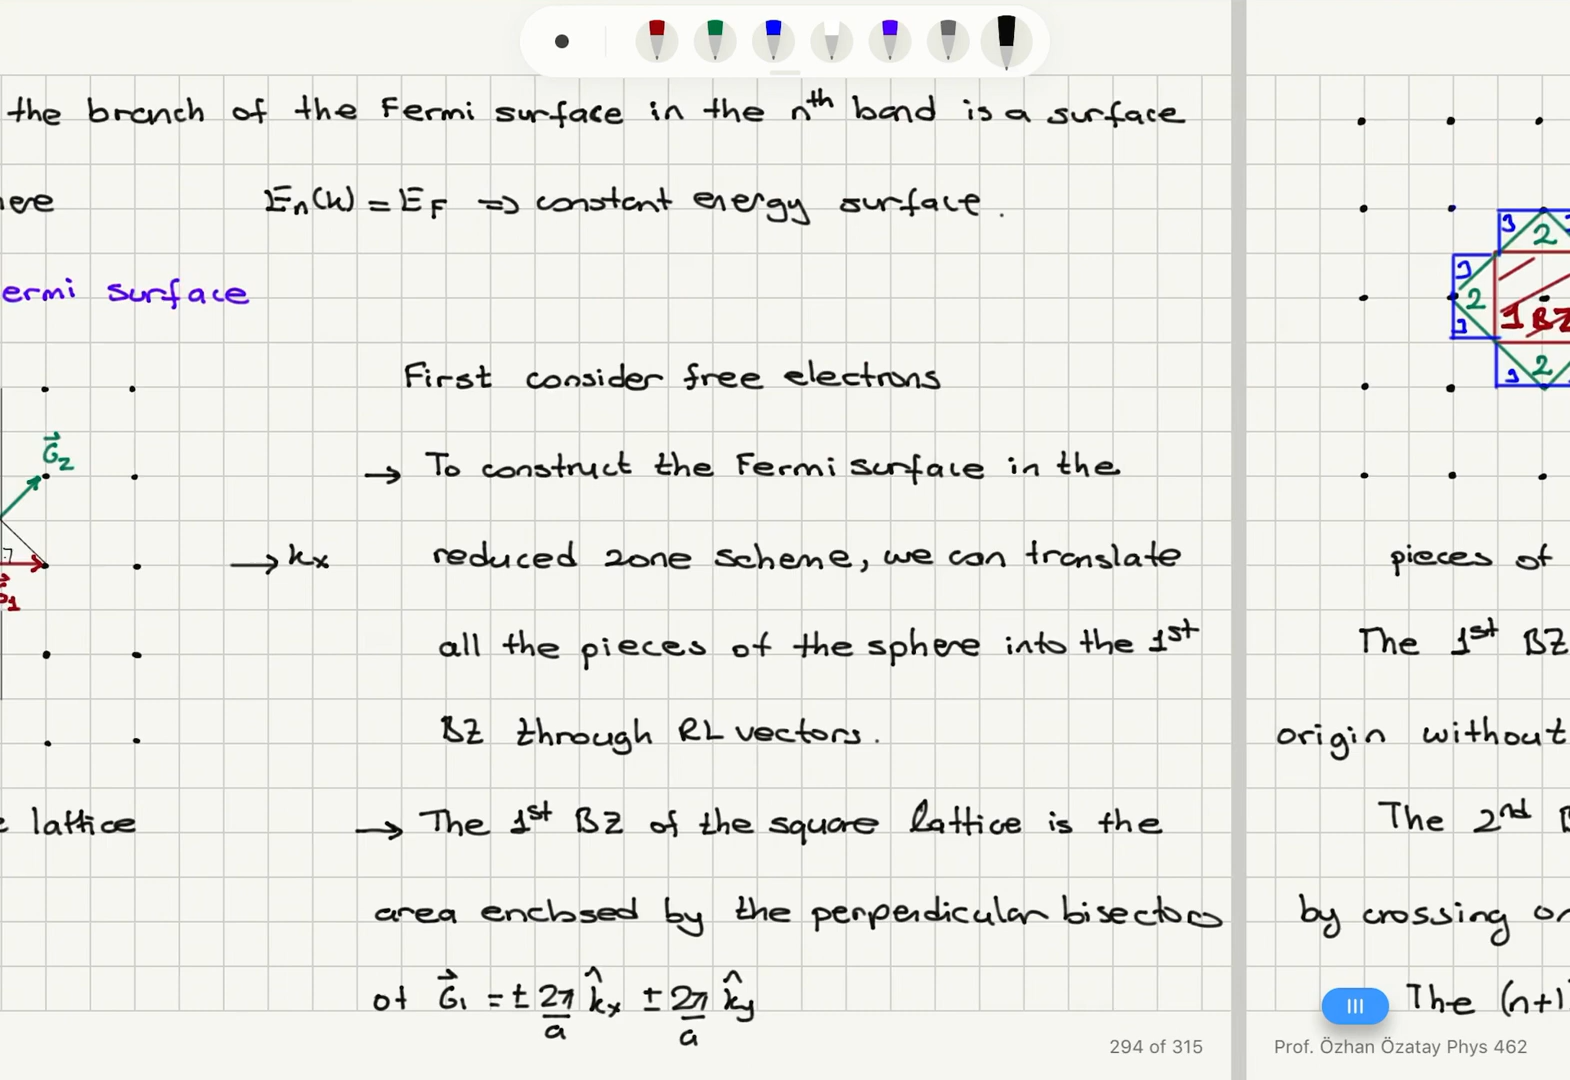 the branch of the Fermi surface in the nth band is a surface
En(k) = EF ⇒ constant energy surface.
ermi surface
First consider free electrons
→ To construct the Fermi surface in the
G⃗2
→ kx
reduced zone scheme, we can translate
all the pieces of the sphere into the 1st
BZ through RL vectors.
lattice
→ The 1st BZ of the square lattice is the
area enclosed by the perpendicular bisectors
of G⃗1 = ± 2π/a k̂x ± 2π/a k̂y
294 of 315
3 2
3
2 1 BZ
3
3 2
pieces of
The 1st BZ
origin without
The 2nd
by crossing
The (n+1
Prof. Özhan Özatay Phys 462